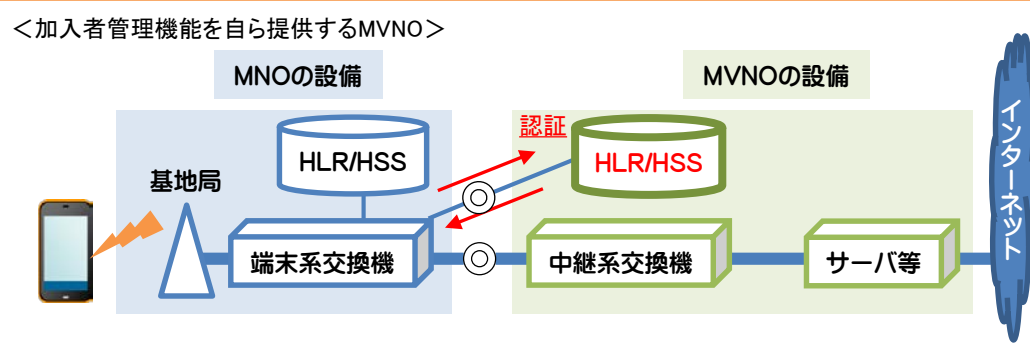 ＜加入者管理機能を自ら提供するMVNO＞
MNOの設備
MVNOの設備
認証
HLR/HSS
HLR/HSS
基地局
端末系交換機
中継系交換機
サーバ等
インターネット